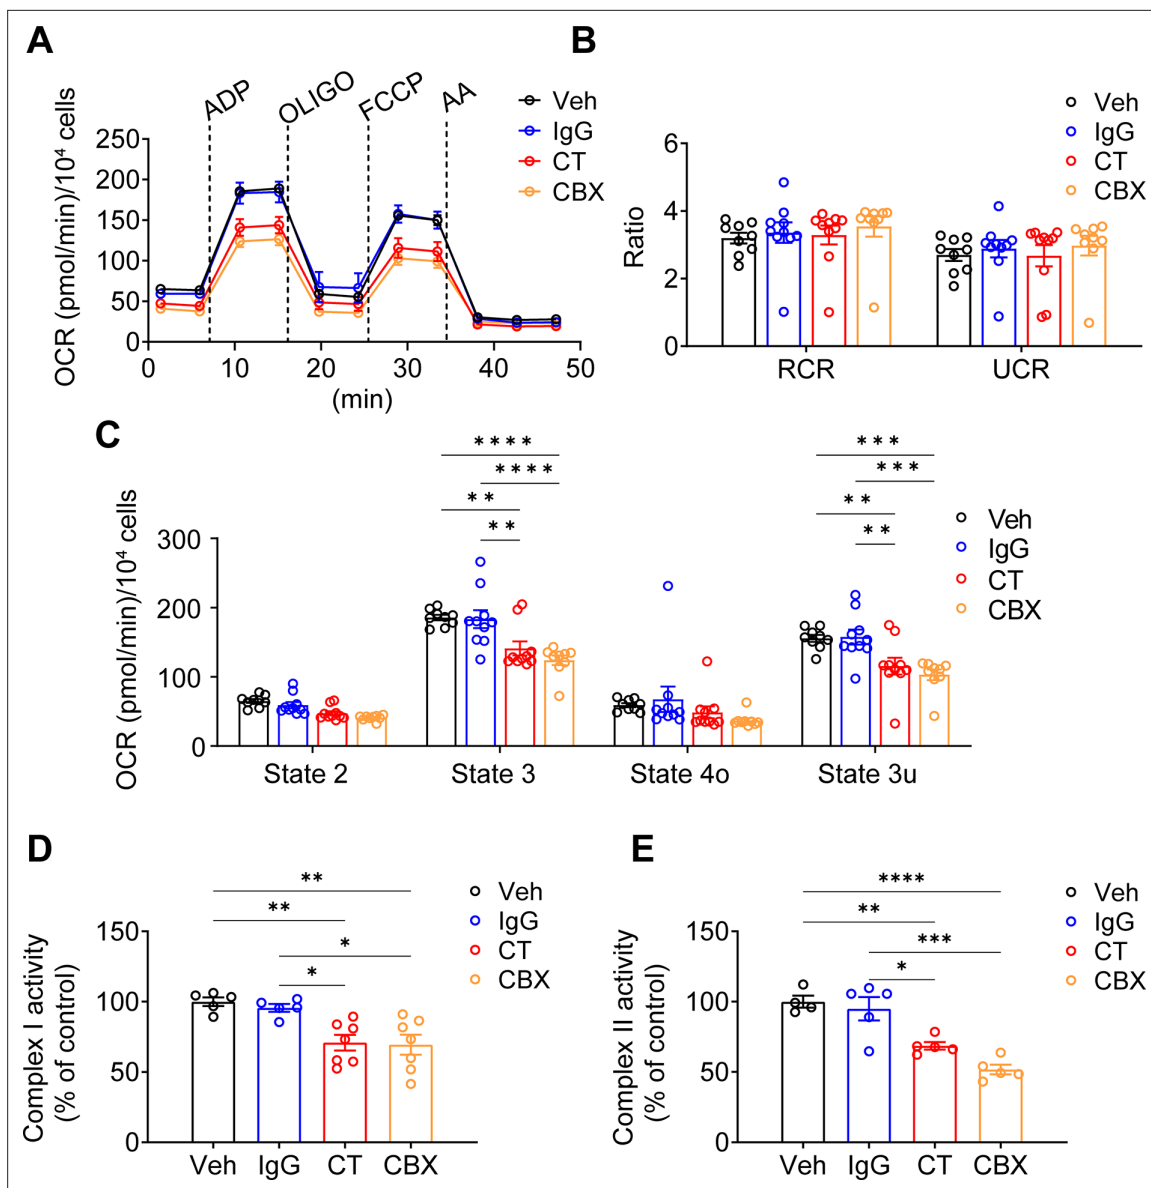 A
ADP
OLIGO
FCCP
AA
Veh
IgG
CT
CBX
OCR (pmol/min)/10⁴ cells
250
200
150
100
50
0
0 10 20 30 40 50
(min)
B
Veh
IgG
CT
CBX
Ratio
6
4
2
0
RCR UCR
C
**** ***
**** ***
** **
** **
Veh
IgG
CT
CBX
OCR (pmol/min)/10⁴ cells
300
200
100
0
State 2 State 3 State 4o State 3u
D
**
**
*
*
Veh
IgG
CT
CBX
Complex I activity
(% of control)
150
100
50
0
Veh IgG CT CBX
E
****
**
***
*
Veh
IgG
CT
CBX
Complex II activity
(% of control)
150
100
50
0
Veh IgG CT CBX